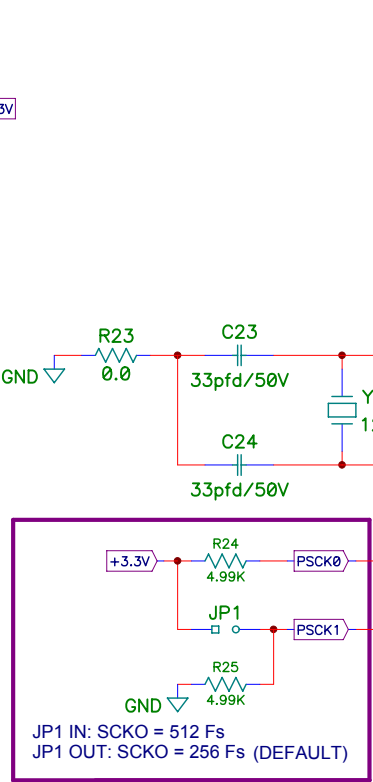 3V
R23
C23
GND
0.0
33pfd/50V
Y
1
C24
33pfd/50V
R24
+3.3V
PSCK0
4.99K
JP1
PSCK1
R25
GND
4.99K
JP1 IN: SCKO = 512 Fs
JP1 OUT: SCKO = 256 Fs (DEFAULT)